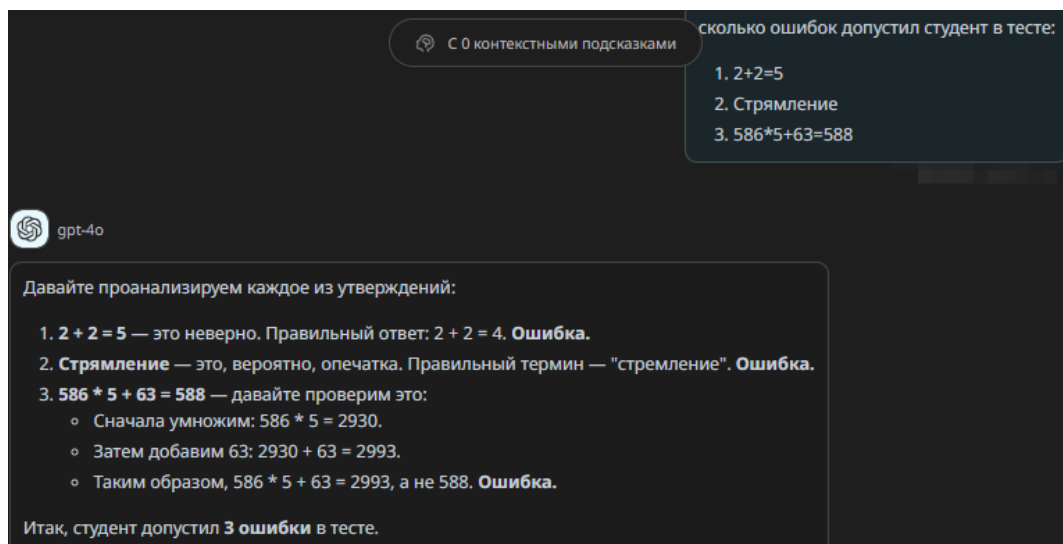 С 0 контекстными подсказками
сколько ошибок допустил студент в тесте:
1. 2+2=5
2. Стрямление
3. 586*5+63=588
gpt-4o
Давайте проанализируем каждое из утверждений:
1. 2 + 2 = 5 — это неверно. Правильный ответ: 2 + 2 = 4. Ошибка.
2. Стрямление — это, вероятно, опечатка. Правильный термин — "стремление". Ошибка.
3. 586 * 5 + 63 = 588 — давайте проверим это:
◦ Сначала умножим: 586 * 5 = 2930.
◦ Затем добавим 63: 2930 + 63 = 2993.
◦ Таким образом, 586 * 5 + 63 = 2993, а не 588. Ошибка.
Итак, студент допустил 3 ошибки в тесте.